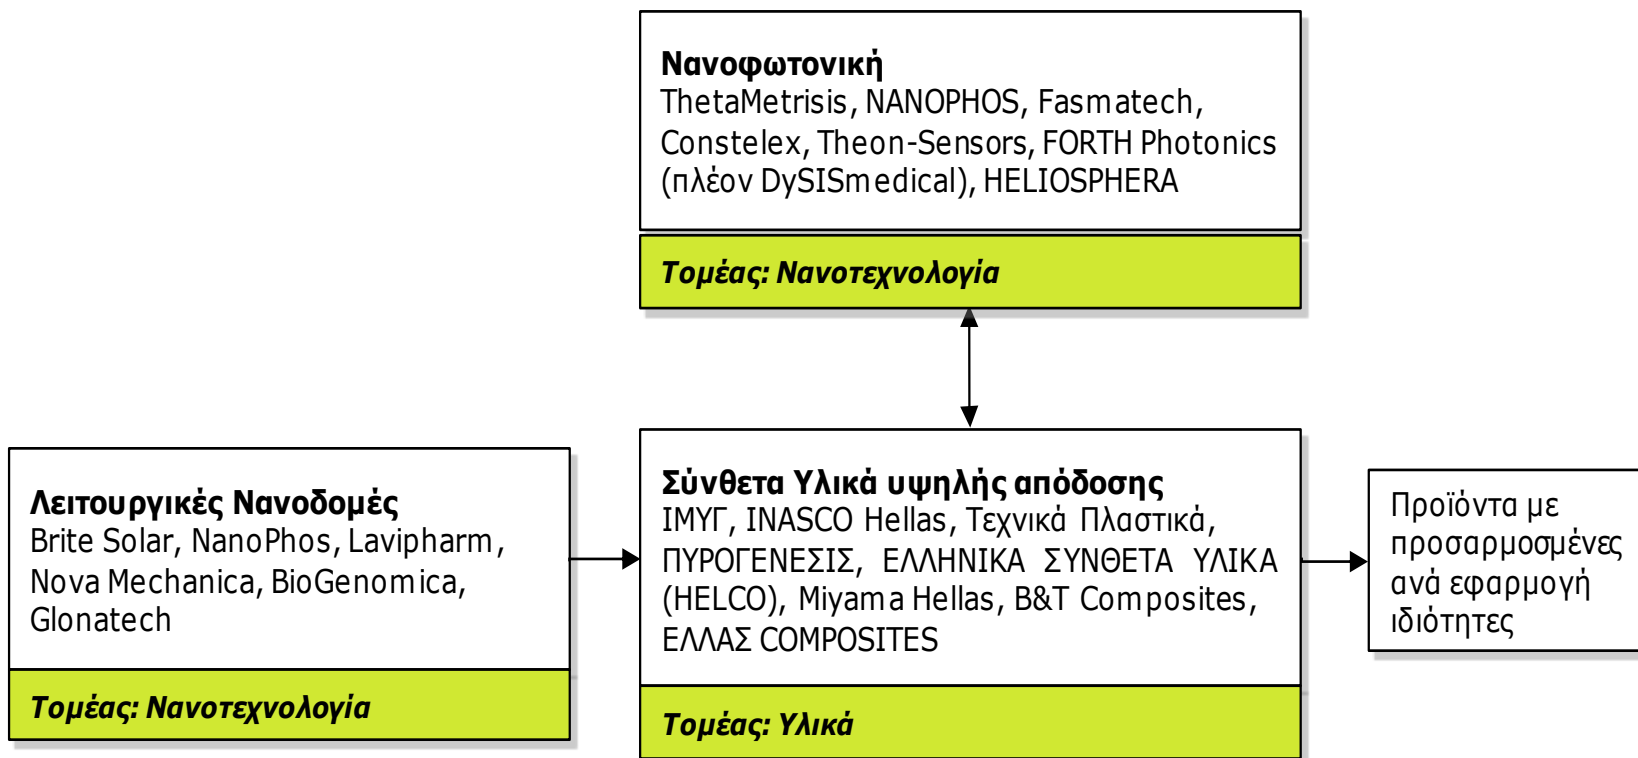 Νανοφωτονική
ThetaMetrisis, NANOPHOS, Fasmatech,
Constelex, Theon-Sensors, FORTH Photonics
(πλέον DySISmedical), HELIOSPHERA
Τομέας: Νανοτεχνολογία
Λειτουργικές Νανοδομές
Brite Solar, NanoPhos, Lavipharm,
Nova Mechanica, BioGenomica,
Glonatech
Τομέας: Νανοτεχνολογία
Σύνθετα Υλικά υψηλής απόδοσης
ΙΜΥΓ, INASCO Hellas, Τεχνικά Πλαστικά,
ΠΥΡΟΓΕΝΕΣΙΣ, ΕΛΛΗΝΙΚΑ ΣΥΝΘΕΤΑ ΥΛΙΚΑ
(HELCO), Miyama Hellas, B&T Composites,
ΕΛΛΑΣ COMPOSITES
Τομέας: Υλικά
Προϊόντα με
προσαρμοσμένες
ανά εφαρμογή
ιδιότητες